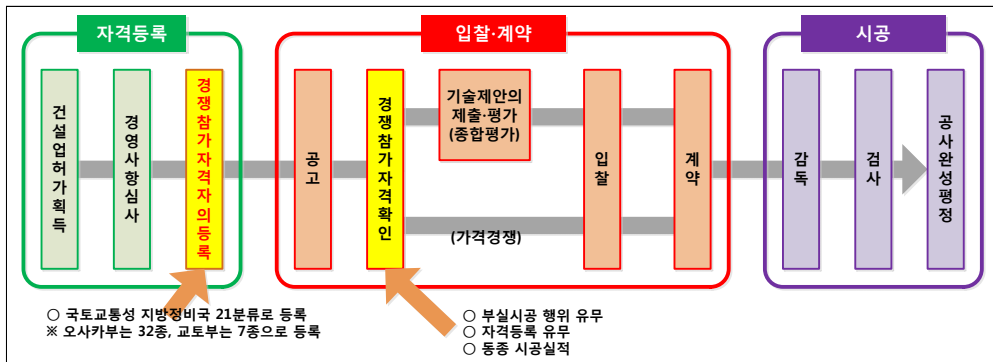 자격등록
건설업허가획득
경영사항심사
경쟁참가자격자의등록
입찰·계약
공고
경쟁참가자격확인
기술제안의
제출·평가
(종합평가)
(가격경쟁)
입찰
계약
시공
감독
검사
공사완성평정
○ 국토교통성 지방정비국 21분류로 등록
※ 오사카부는 32종, 교토부는 7종으로 등록
○ 부실시공 행위 유무
○ 자격등록 유무
○ 동종 시공실적